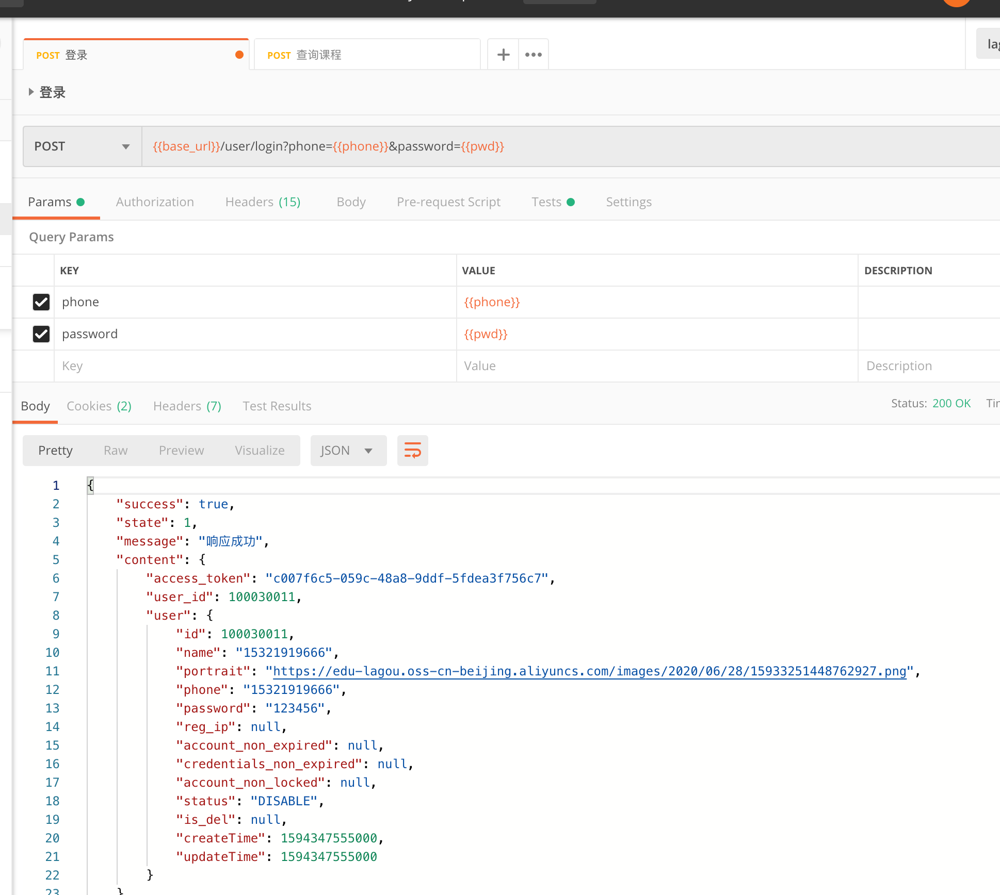 POST 登录
POST 查询课程
登录
POST
{{base_url}}/user/login?phone={{phone}}&password={{pwd}}
Params Authorization Headers (15) Body Pre-request Script Tests Settings
Query Params
KEY VALUE DESCRIPTION
phone {{phone}}
password {{pwd}}
Key Value Description
Body Cookies (2) Headers (7) Test Results Status: 200 OK
Pretty Raw Preview Visualize JSON
1 {
2 "success": true,
3 "state": 1,
4 "message": "响应成功",
5 "content": {
6 "access_token": "c007f6c5-059c-48a8-9ddf-5fdea3f756c7",
7 "user_id": 100030011,
8 "user": {
9 "id": 100030011,
10 "name": "15321919666",
11 "portrait": "https://edu-lagou.oss-cn-beijing.aliyuncs.com/images/2020/06/28/15933251448762927.png",
12 "phone": "15321919666",
13 "password": "123456",
14 "reg_ip": null,
15 "account_non_expired": null,
16 "credentials_non_expired": null,
17 "account_non_locked": null,
18 "status": "DISABLE",
19 "is_del": null,
20 "createTime": 1594347555000,
21 "updateTime": 1594347555000
22 }
23 }